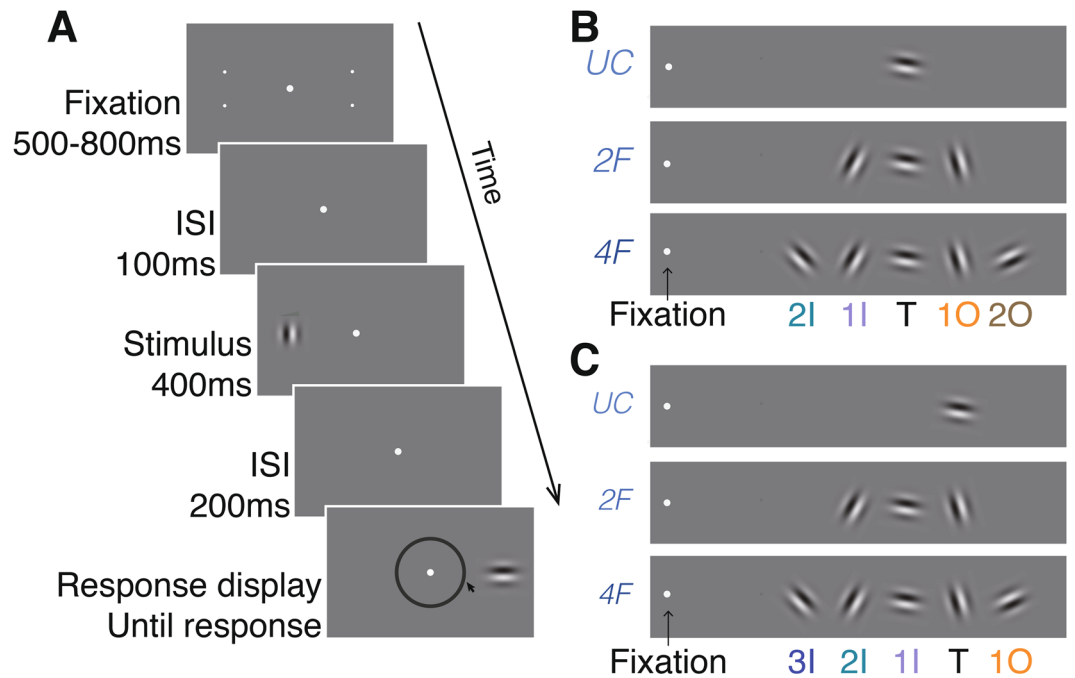 A
Fixation
500-800ms
Time
ISI
100ms
Stimulus
400ms
ISI
200ms
Response display
Until response
B
UC
2F
4F
Fixation 2I 1I T 1O 2O
C
UC
2F
4F
Fixation 3I 2I 1I T 1O